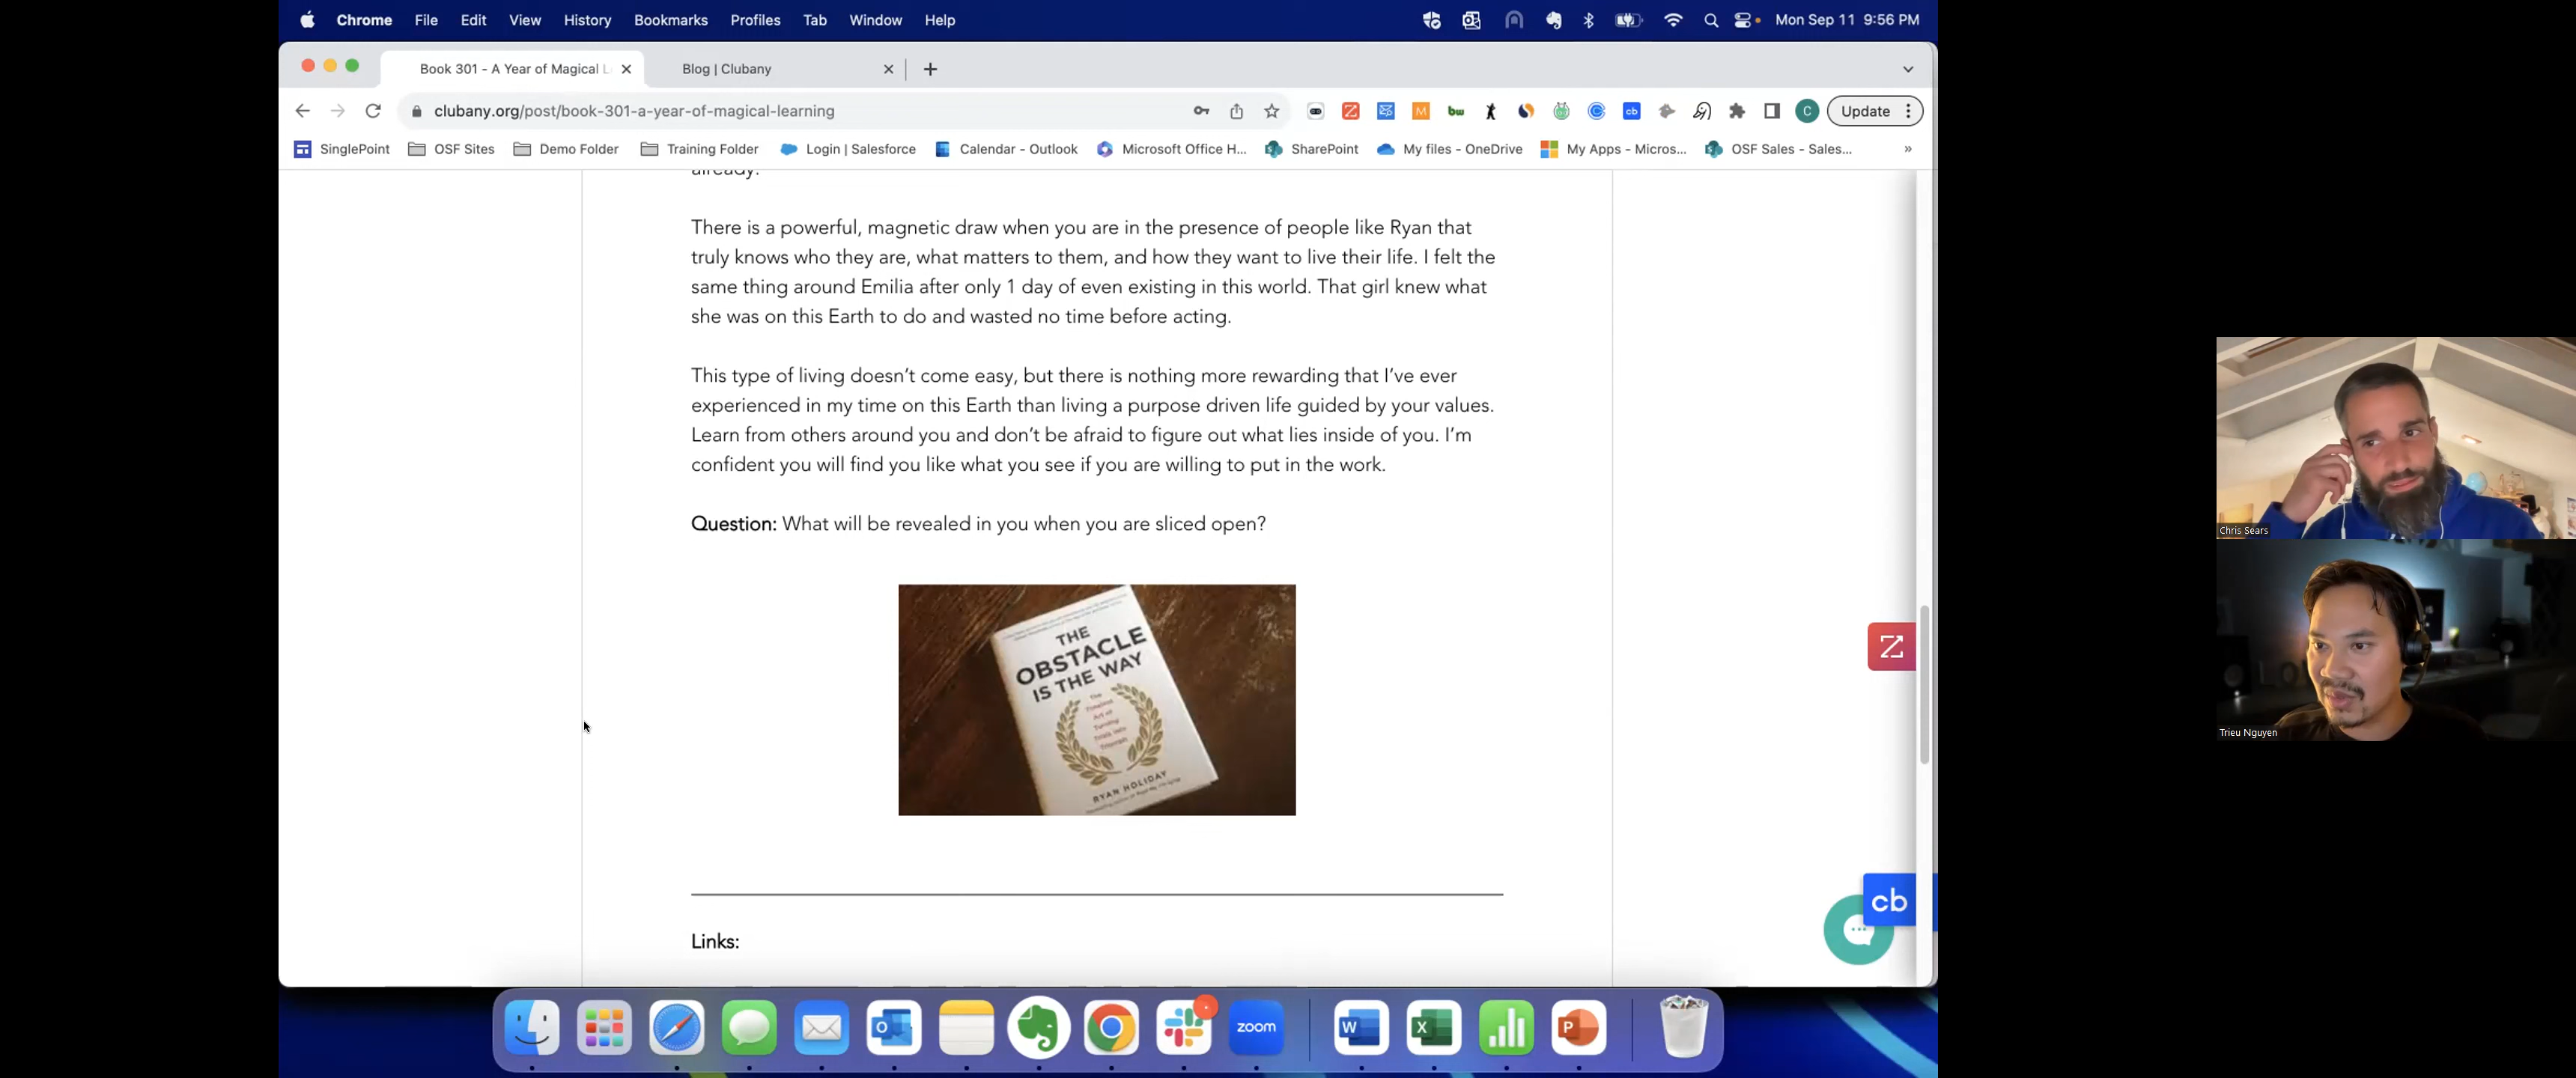 Chrome File Edit View History Bookmarks Profiles Tab Window Help Mon Sep 11 9:56 PM
Book 301 - A Year of Magical L Blog | Clubany
clubany.org/post/book-301-a-year-of-magical-learning Update
SinglePoint OSF Sites Demo Folder Training Folder Login | Salesforce Calendar - Outlook Microsoft Office H... SharePoint My files - OneDrive My Apps - Micros... OSF Sales - Sales...
already.
There is a powerful, magnetic draw when you are in the presence of people like Ryan that
truly knows who they are, what matters to them, and how they want to live their life. I felt the
same thing around Emilia after only 1 day of even existing in this world. That girl knew what
she was on this Earth to do and wasted no time before acting.
This type of living doesn't come easy, but there is nothing more rewarding that I've ever
experienced in my time on this Earth than living a purpose driven life guided by your values.
Learn from others around you and don't be afraid to figure out what lies inside of you. I'm
confident you will find you like what you see if you are willing to put in the work.
Question: What will be revealed in you when you are sliced open?
THE
OBSTACLE
IS THE WAY
The
Timeless
Art of
Turning
Trials into
Triumph
RYAN HOLIDAY
cb
Links:
zoom
Chris Sears
Trieu Nguyen